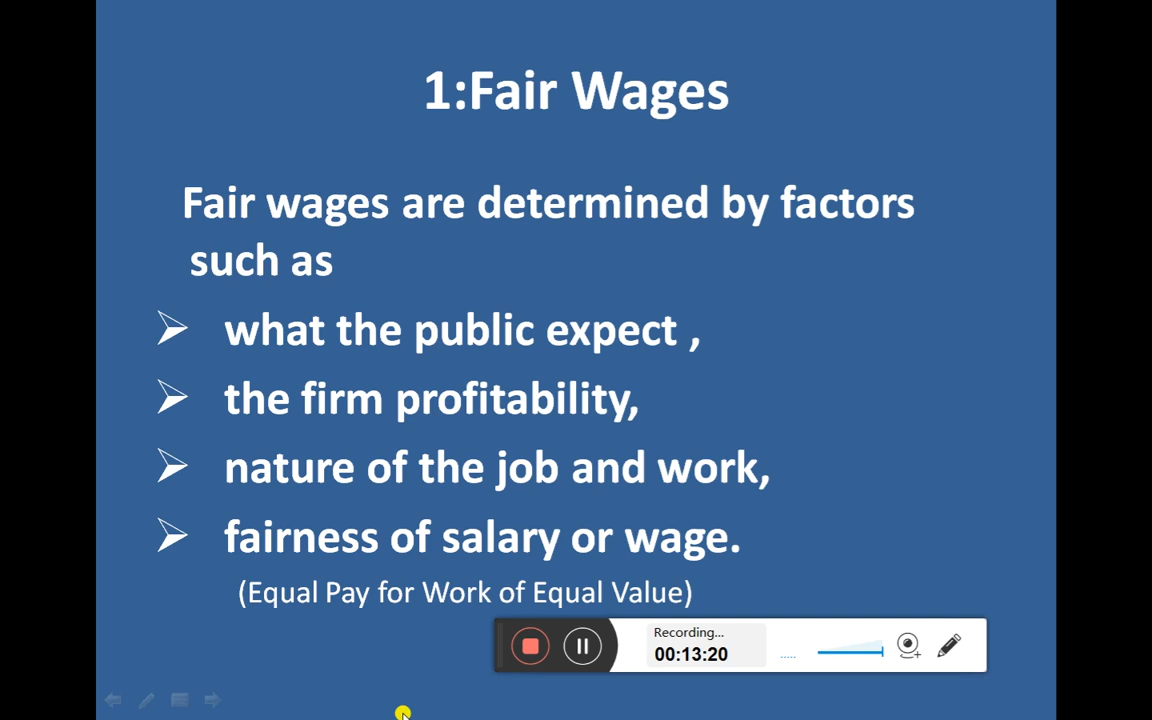 1:Fair Wages
Fair wages are determined by factors
such as
what the public expect ,
the firm profitability,
nature of the job and work,
fairness of salary or wage.
(Equal Pay for Work of Equal Value)
Recording...
00:13:20